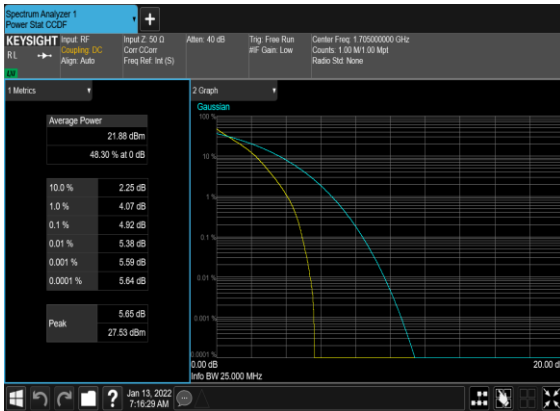 Spectrum Analyzer 1
Power Stat CCDF
KEYSIGHT
RL
LM
Input: RF
Coupling: DC
Align: Auto
Input Z: 50 Ω
Corr CCorr
Freq Ref: Int (S)
Atten: 40 dB
Trig: Free Run
#IF Gain: Low
Center Freq: 1.705000000 GHz
Counts: 1.00 M/1.00 Mpt
Radio Std: None
1 Metrics
Average Power
21.88 dBm
48.30 % at 0 dB
10.0 % 2.25 dB
1.0 % 4.07 dB
0.1 % 4.92 dB
0.01 % 5.38 dB
0.001 % 5.59 dB
0.0001 % 5.64 dB
Peak
5.65 dB
27.53 dBm
2 Graph
Gaussian
100 %
10 %
1 %
0.1 %
0.01 %
0.001 %
0.0001 %
0.00 dB
20.00 d
Info BW 25.000 MHz
?
Jan 13, 2022
7:16:29 AM